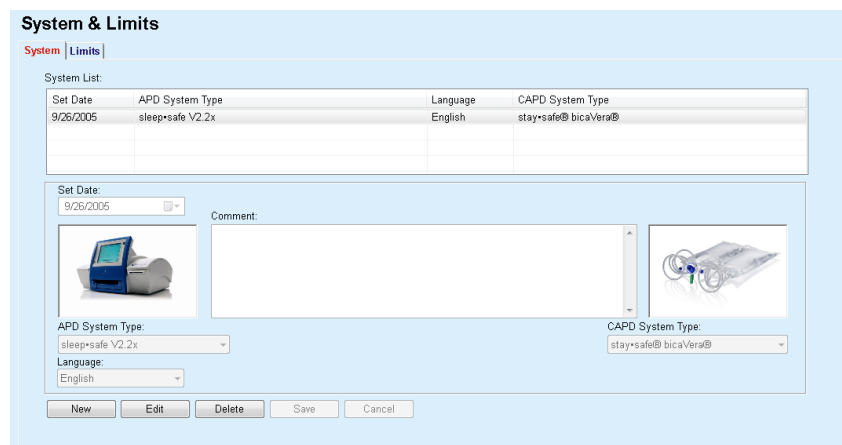 System & Limits
System Limits
System List:
Set Date APD System Type Language CAPD System Type
9/26/2005 sleep•safe V2.2x English stay•safe® bicaVera®
Set Date:
9/26/2005
Comment:
APD System Type: CAPD System Type:
sleep•safe V2.2x stay•safe® bicaVera®
Language:
English
New Edit Delete Save Cancel